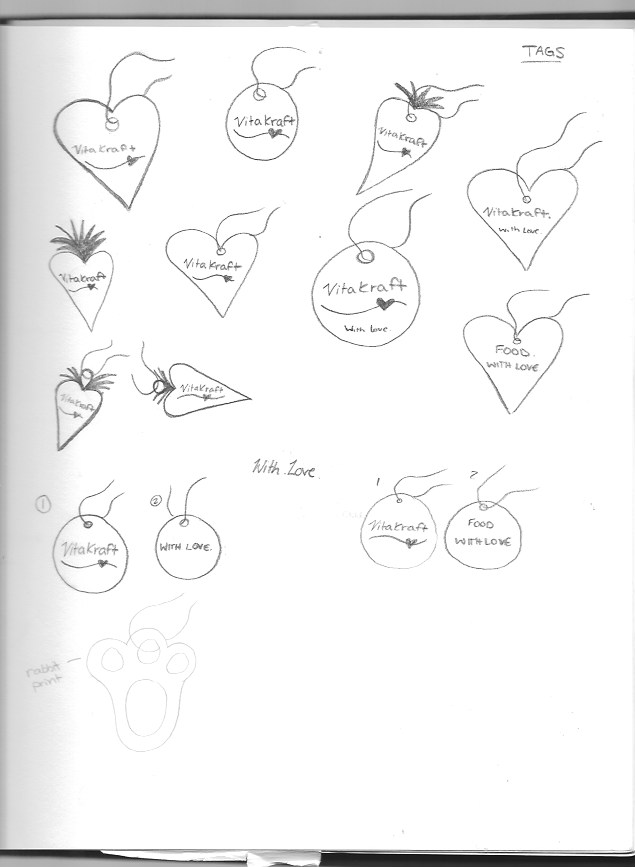 TAGS
Vitakraft
Vitakraft
Vitakraft
Vitakraft.
With Love.
Vitakraft
Vitakraft
Vitakraft
With love.
FOOD.
WITH LOVE
Vitakraft
Vitakraft
With Love
1
Vitakraft
2
WITH LOVE.
1
Vitakraft
2
FOOD
WITH LOVE
rabbit
print